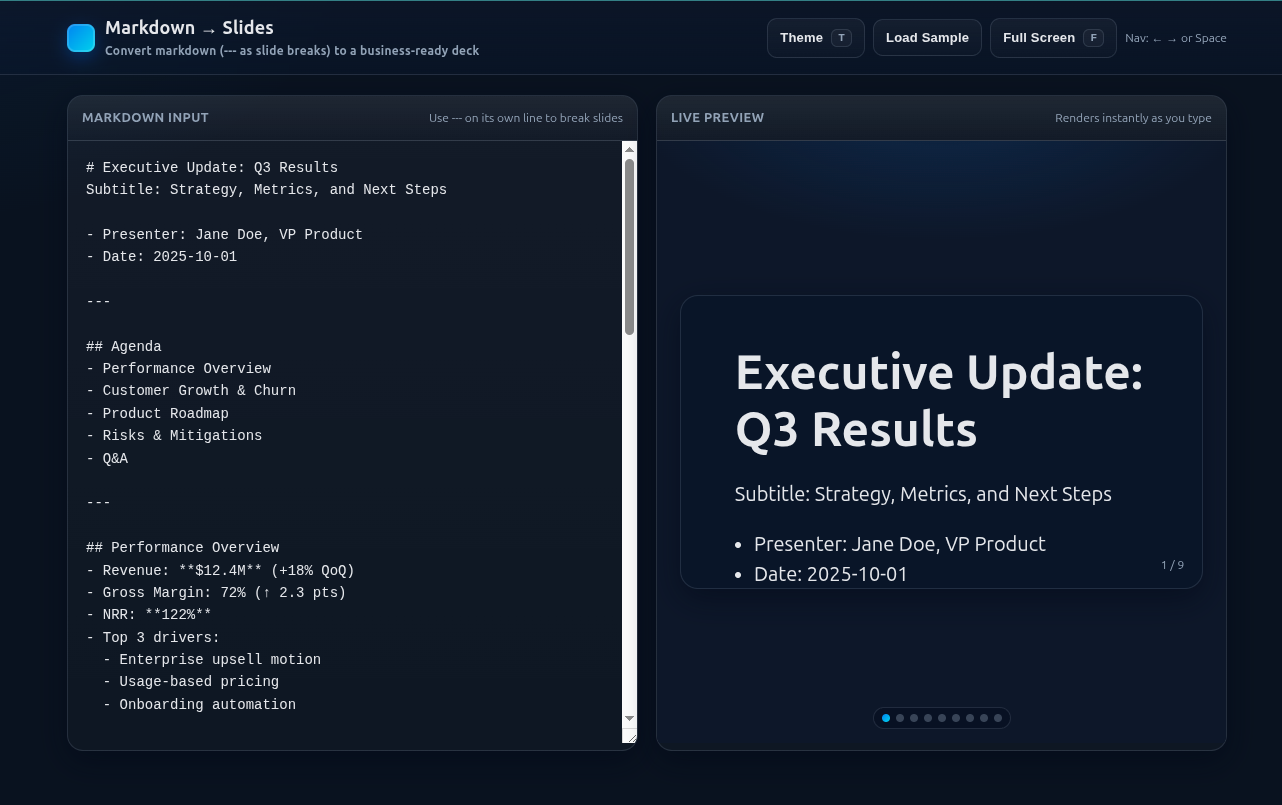 Markdown → Slides
Convert markdown (--- as slide breaks) to a business-ready deck
Theme T
Load Sample
Full Screen F
Nav: ← → or Space
MARKDOWN INPUT
Use --- on its own line to break slides
# Executive Update: Q3 Results
Subtitle: Strategy, Metrics, and Next Steps
- Presenter: Jane Doe, VP Product
- Date: 2025-10-01
---
## Agenda
- Performance Overview
- Customer Growth & Churn
- Product Roadmap
- Risks & Mitigations
- Q&A
---
## Performance Overview
- Revenue: **$12.4M** (+18% QoQ)
- Gross Margin: 72% (↑ 2.3 pts)
- NRR: **122%**
- Top 3 drivers:
  - Enterprise upsell motion
  - Usage-based pricing
  - Onboarding automation
LIVE PREVIEW
Renders instantly as you type
Executive Update:
Q3 Results
Subtitle: Strategy, Metrics, and Next Steps
• Presenter: Jane Doe, VP Product
• Date: 2025-10-01
1 / 9